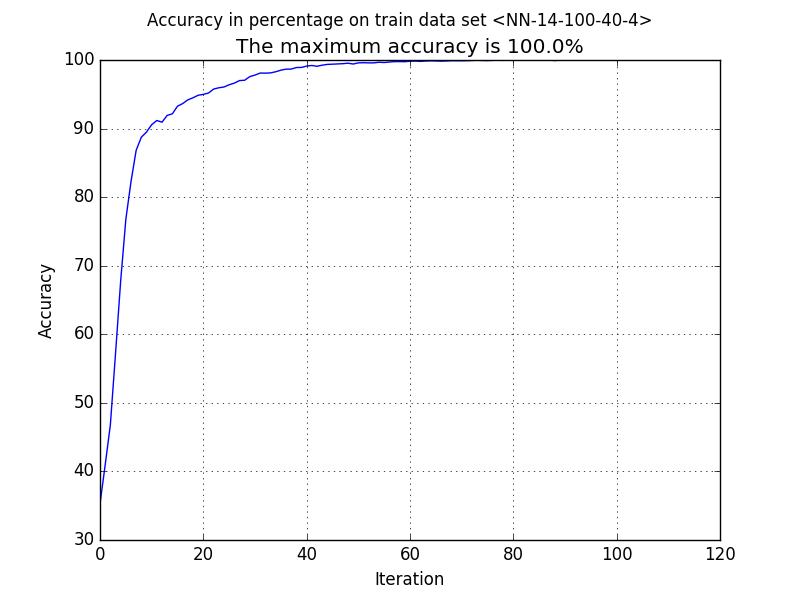 Accuracy in percentage on train data set <NN-14-100-40-4>
The maximum accuracy is 100.0%
100
90
80
70
60
50
40
30
Accuracy
0 20 40 60 80 100 120
Iteration